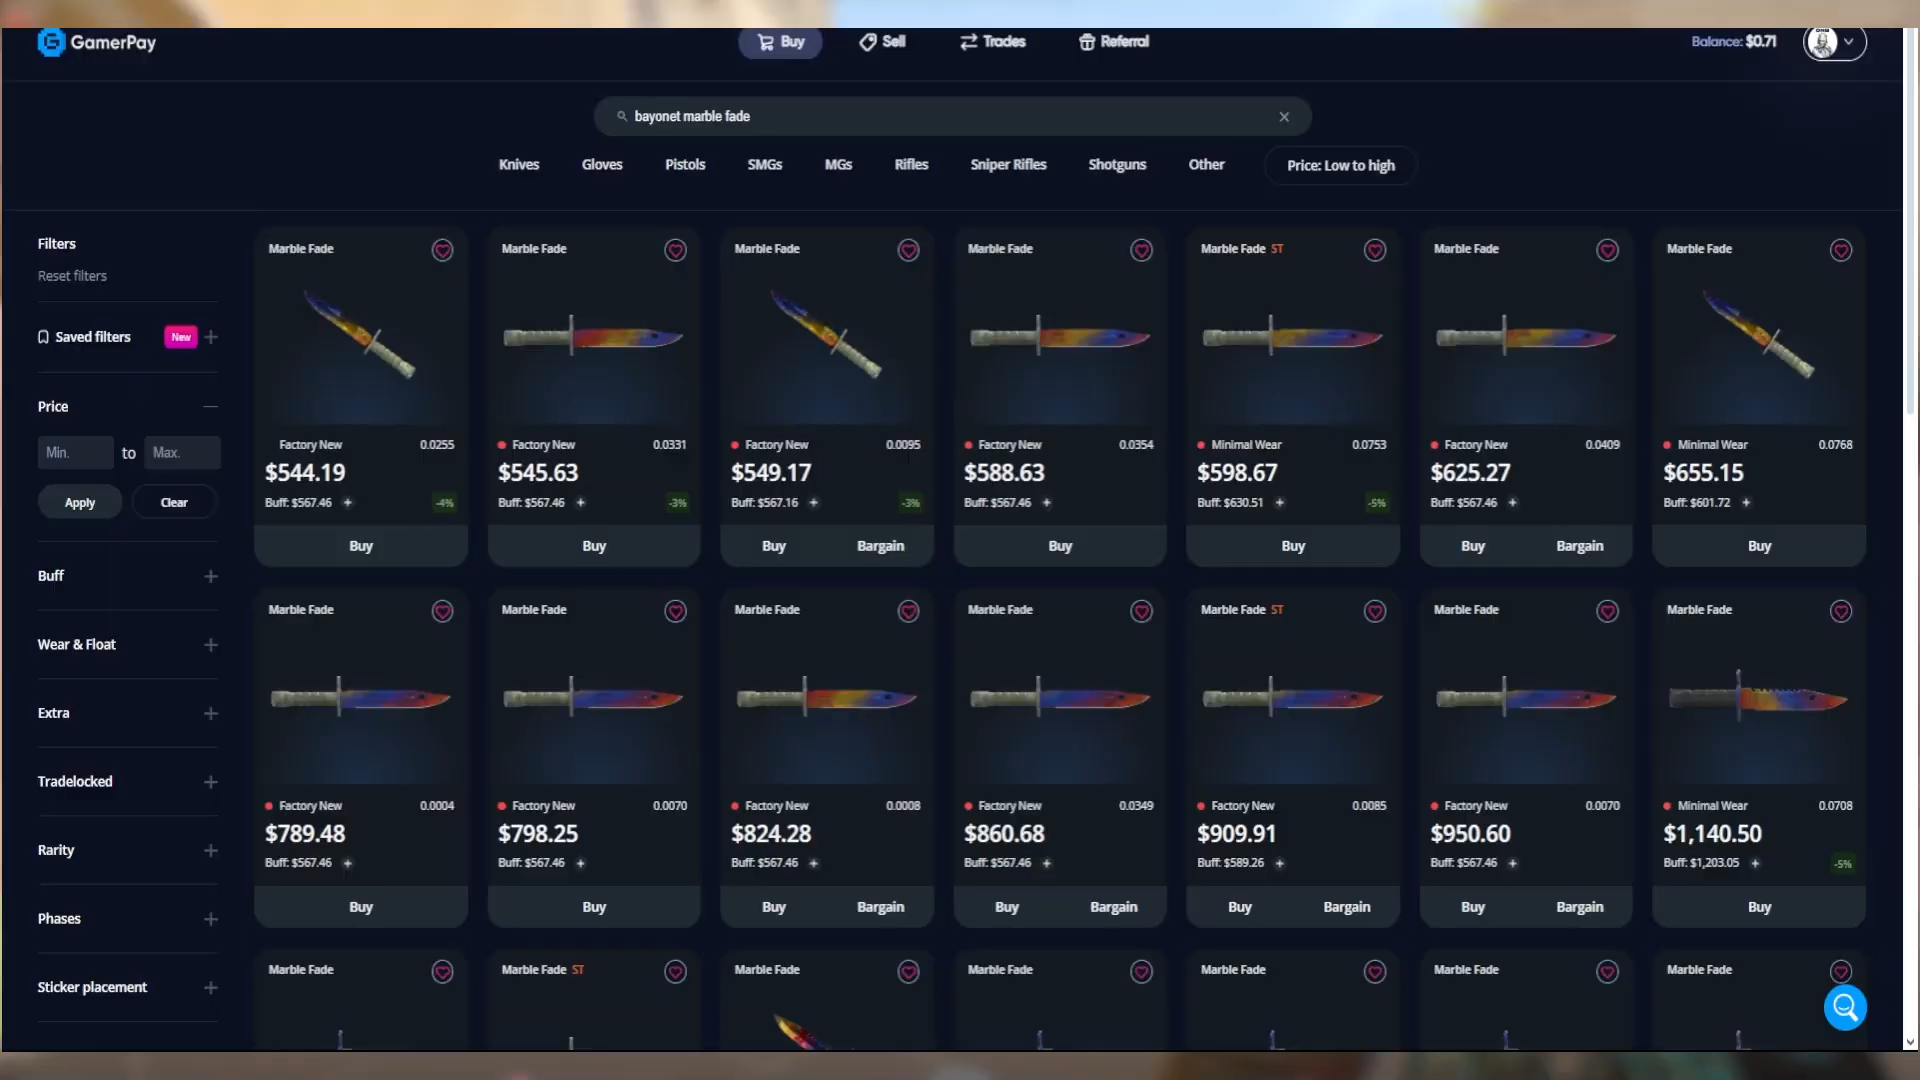 GamerPay
Buy
Sell
Trades
Referral
Balance: $0.71
bayonet marble fade
Knives
Gloves
Pistols
SMGs
MGs
Rifles
Sniper Rifles
Shotguns
Other
Price: Low to high
Filters
Reset filters
Saved filters New
Price
Min. to Max.
Apply
Clear
Buff
Wear & Float
Extra
Tradelocked
Rarity
Phases
Sticker placement
Marble Fade
Factory New 0.0255
$544.19
Buff: $567.46 + -4%
Buy
Marble Fade
Factory New 0.0331
$545.63
Buff: $567.46 + -3%
Buy
Marble Fade
Factory New 0.0095
$549.17
Buff: $567.16 + -3%
Buy Bargain
Marble Fade
Factory New 0.0354
$588.63
Buff: $567.46 +
Buy
Marble Fade ST
Minimal Wear 0.0753
$598.67
Buff: $630.51 + -5%
Buy
Marble Fade
Factory New 0.0409
$625.27
Buff: $567.46 +
Buy Bargain
Marble Fade
Minimal Wear 0.0768
$655.15
Buff: $601.72 +
Buy
Marble Fade
Factory New 0.0004
$789.48
Buff: $567.46 +
Buy
Marble Fade
Factory New 0.0070
$798.25
Buff: $567.46 +
Buy
Marble Fade
Factory New 0.0008
$824.28
Buff: $567.46 +
Buy Bargain
Marble Fade
Factory New 0.0349
$860.68
Buff: $567.46 +
Buy Bargain
Marble Fade ST
Factory New 0.0085
$909.91
Buff: $589.26 +
Buy Bargain
Marble Fade
Factory New 0.0070
$950.60
Buff: $567.46 +
Buy Bargain
Marble Fade
Minimal Wear 0.0708
$1,140.50
Buff: $1,203.05 + -5%
Buy
Marble Fade
Marble Fade ST
Marble Fade
Marble Fade
Marble Fade
Marble Fade
Marble Fade